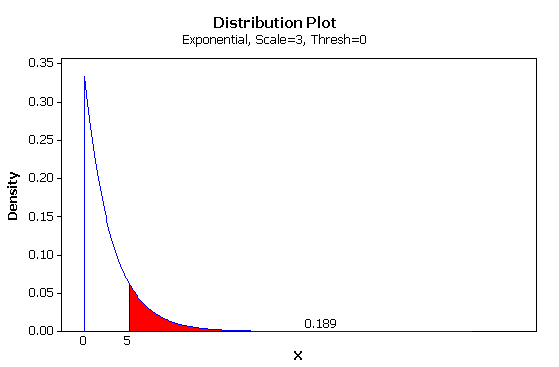 Distribution Plot
Exponential, Scale=3, Thresh=0
0.35
0.30
0.25
0.20
0.15
0.10
0.05
0.00
Density
0.189
0 5
X